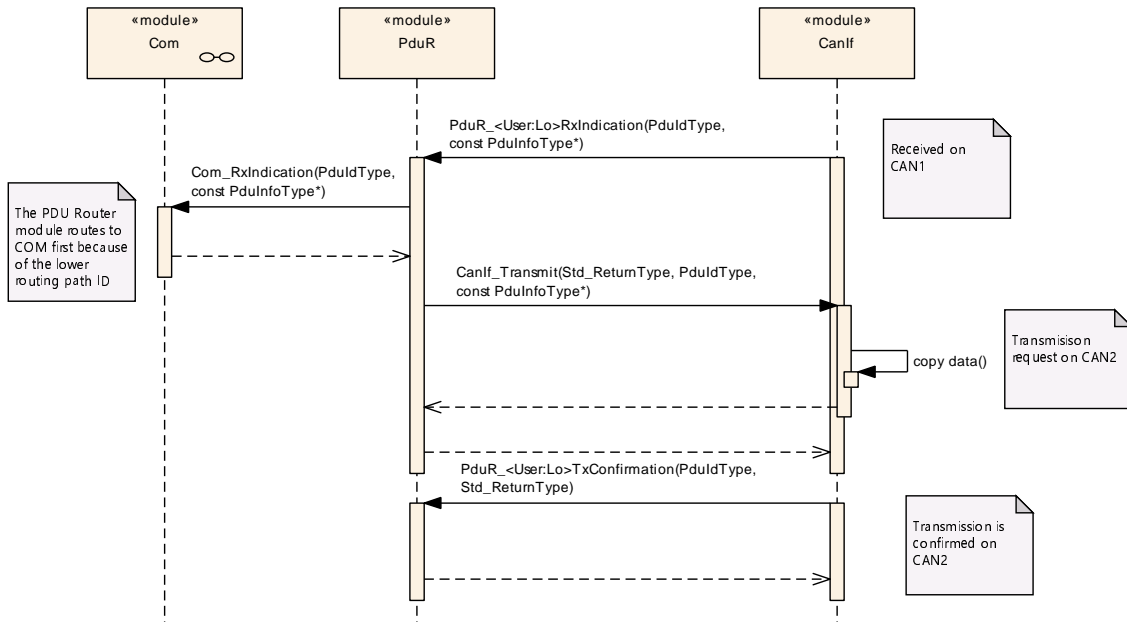 «module»
Com
«module»
PduR
«module»
CanIf
PduR_<User:Lo>RxIndication(PduIdType,
const PduInfoType*)
Received on
CAN1
Com_RxIndication(PduIdType,
const PduInfoType*)
The PDU Router
module routes to
COM first because
of the lower
routing path ID
CanIf_Transmit(Std_ReturnType, PduIdType,
const PduInfoType*)
Transmisison
request on CAN2
copy data()
PduR_<User:Lo>TxConfirmation(PduIdType,
Std_ReturnType)
Transmission is
confirmed on
CAN2